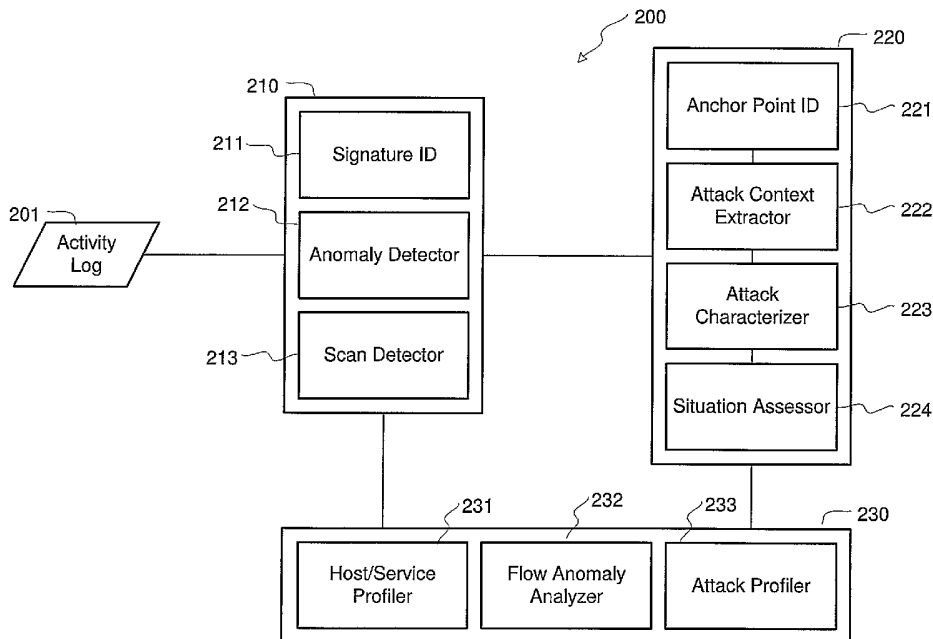 200
210
220
211
Signature ID
Anchor Point ID
221
201
Activity
Log
212
Anomaly Detector
Attack Context
Extractor
222
213
Scan Detector
Attack
Characterizer
223
Situation Assessor
224
231
232
233
230
Host/Service
Profiler
Flow Anomaly
Analyzer
Attack Profiler